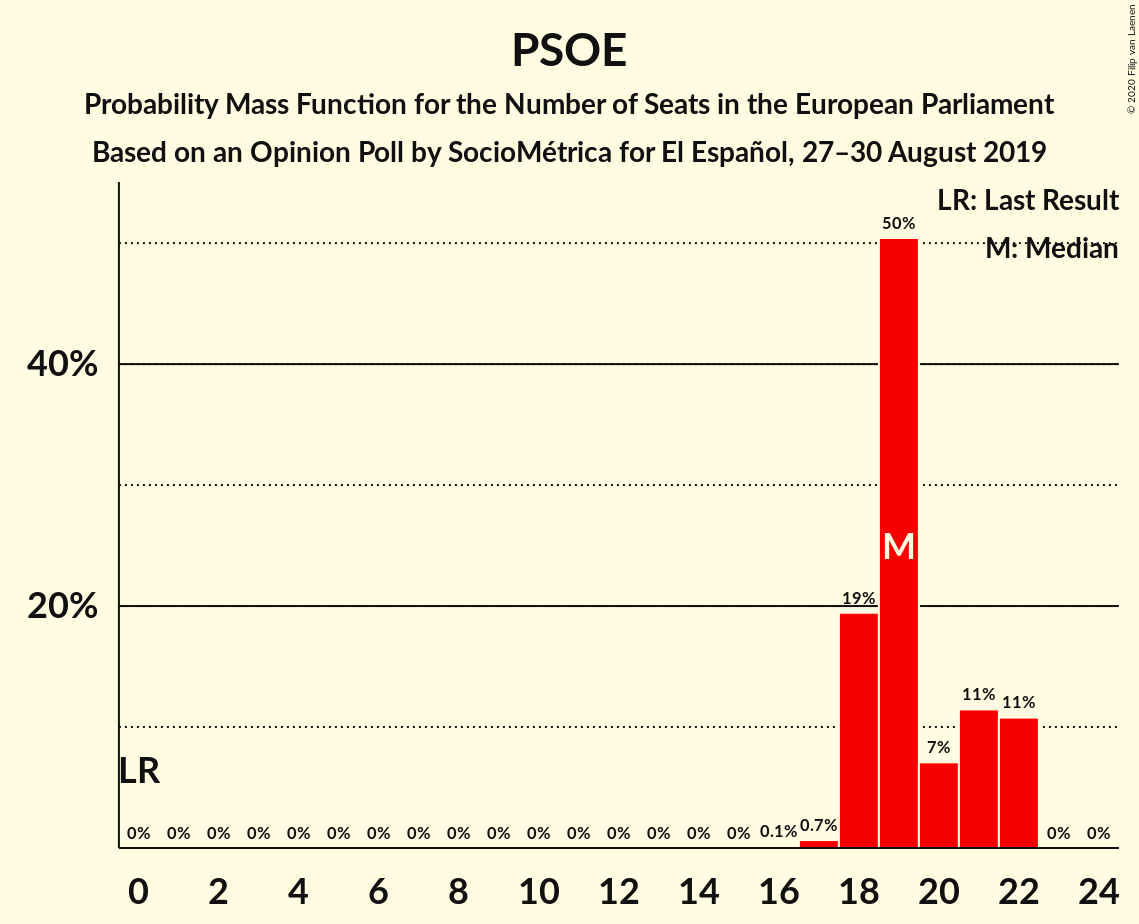 PSOE
Probability Mass Function for the Number of Seats in the European Parliament
Based on an Opinion Poll by SocioMétrica for El Español, 27–30 August 2019
© 2020 Filip van Laenen
LR: Last Result
M: Median
50%
40%
M
20%
19%
11%
11%
7%
LR
0% 0% 0% 0% 0% 0% 0% 0% 0% 0% 0% 0% 0% 0% 0% 0% 0.1% 0.7% 0% 0%
0 2 4 6 8 10 12 14 16 18 20 22 24